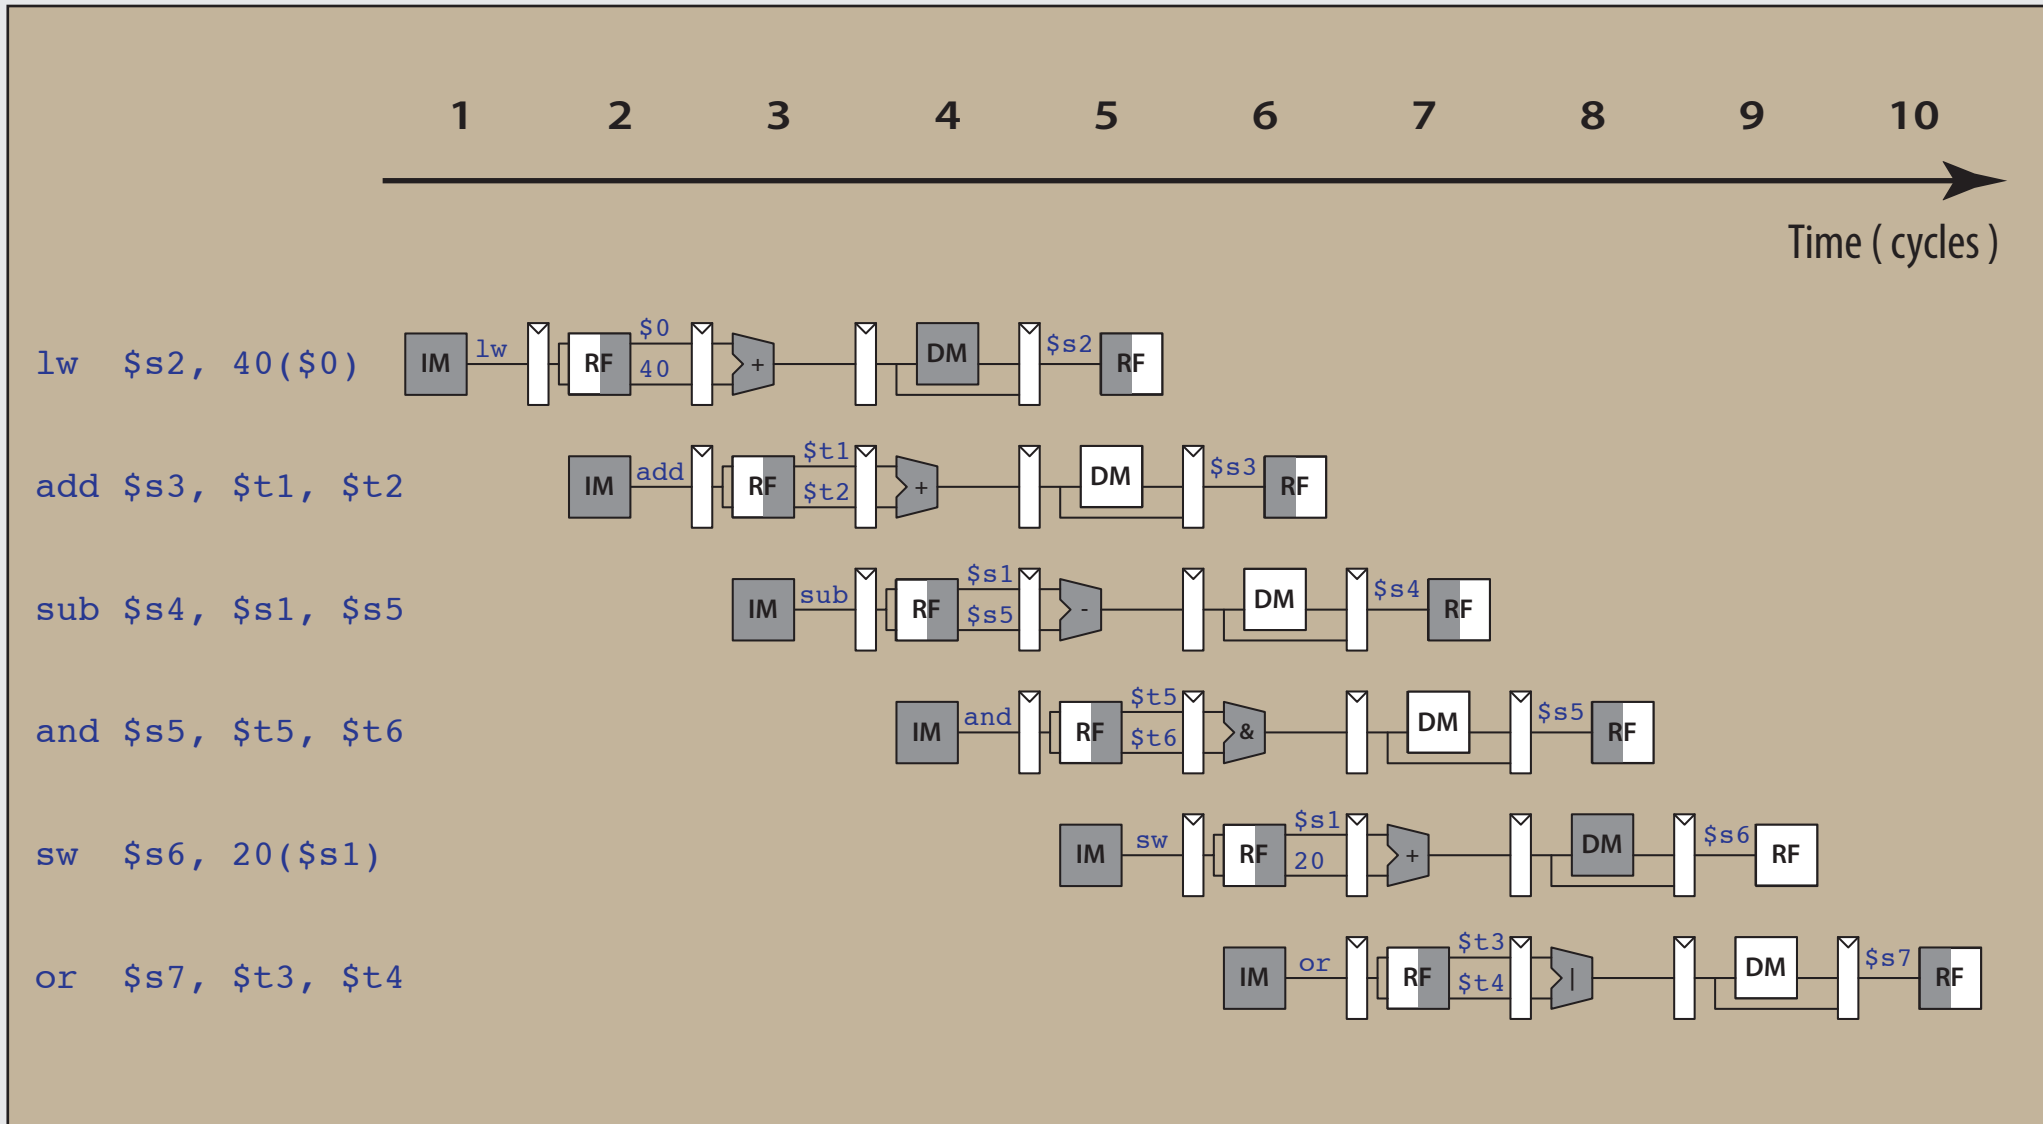 1 2 3 4 5 6 7 8 9 10
Time ( cycles )
lw $s2, 40($0) IM lw RF $0 40 + DM $s2 RF
add $s3, $t1, $t2 IM add RF $t1 $t2 + DM $s3 RF
sub $s4, $s1, $s5 IM sub RF $s1 $s5 - DM $s4 RF
and $s5, $t5, $t6 IM and RF $t5 $t6 & DM $s5 RF
sw $s6, 20($s1) IM sw RF $s1 20 + DM $s6 RF
or $s7, $t3, $t4 IM or RF $t3 $t4 | DM $s7 RF